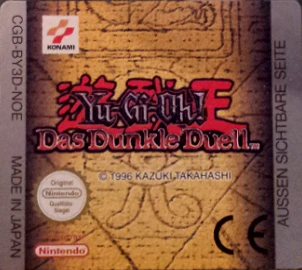 KONAMI
遊戯王
Yu-Gi-Oh!
Das Dunkle Duell™
© 1996 KAZUKI TAKAHASHI
Original
Nintendo
Qualitäts-
Siegel
Nintendo
CE
CGB-BY3D-NOE
MADE IN JAPAN
AUSSEN SICHTBARE SEITE